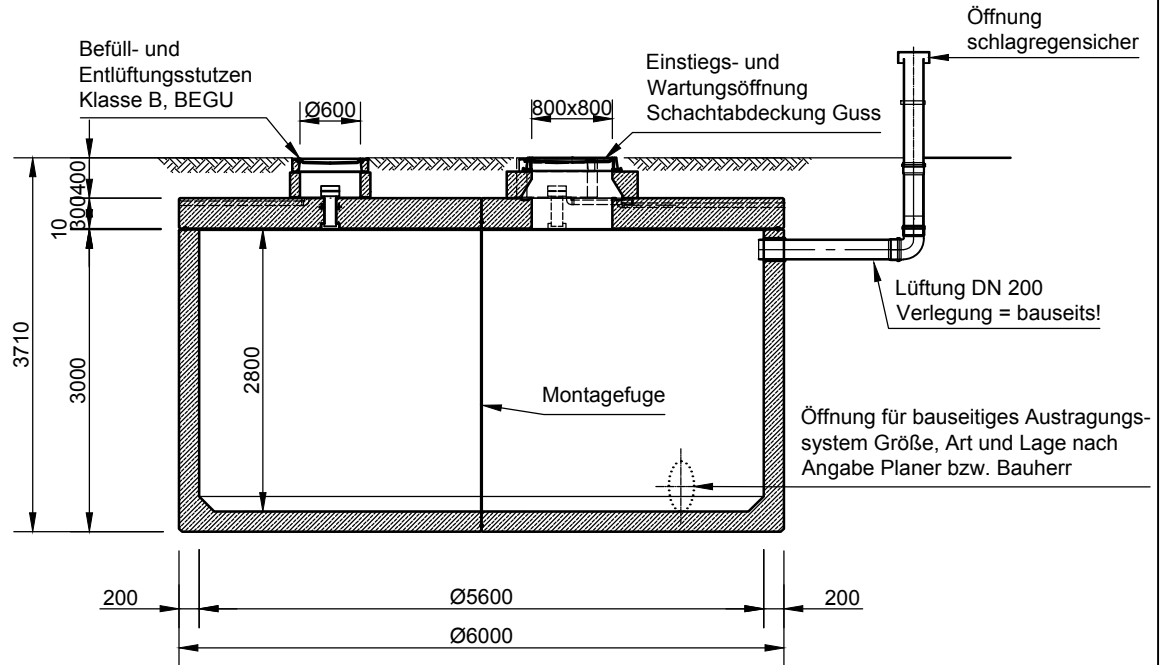 Öffnung
schlagregensicher
Befüll- und
Entlüftungsstutzen
Klasse B, BEGU
Einstiegs- und
Wartungsöffnung
Schachtabdeckung Guss
Ø600
800x800
400
300
10
3710
3000
2800
Lüftung DN 200
Verlegung = bauseits!
Montagefuge
Öffnung für bauseitiges Austragungs-
system Größe, Art und Lage nach
Angabe Planer bzw. Bauherr
200
Ø5600
200
Ø6000